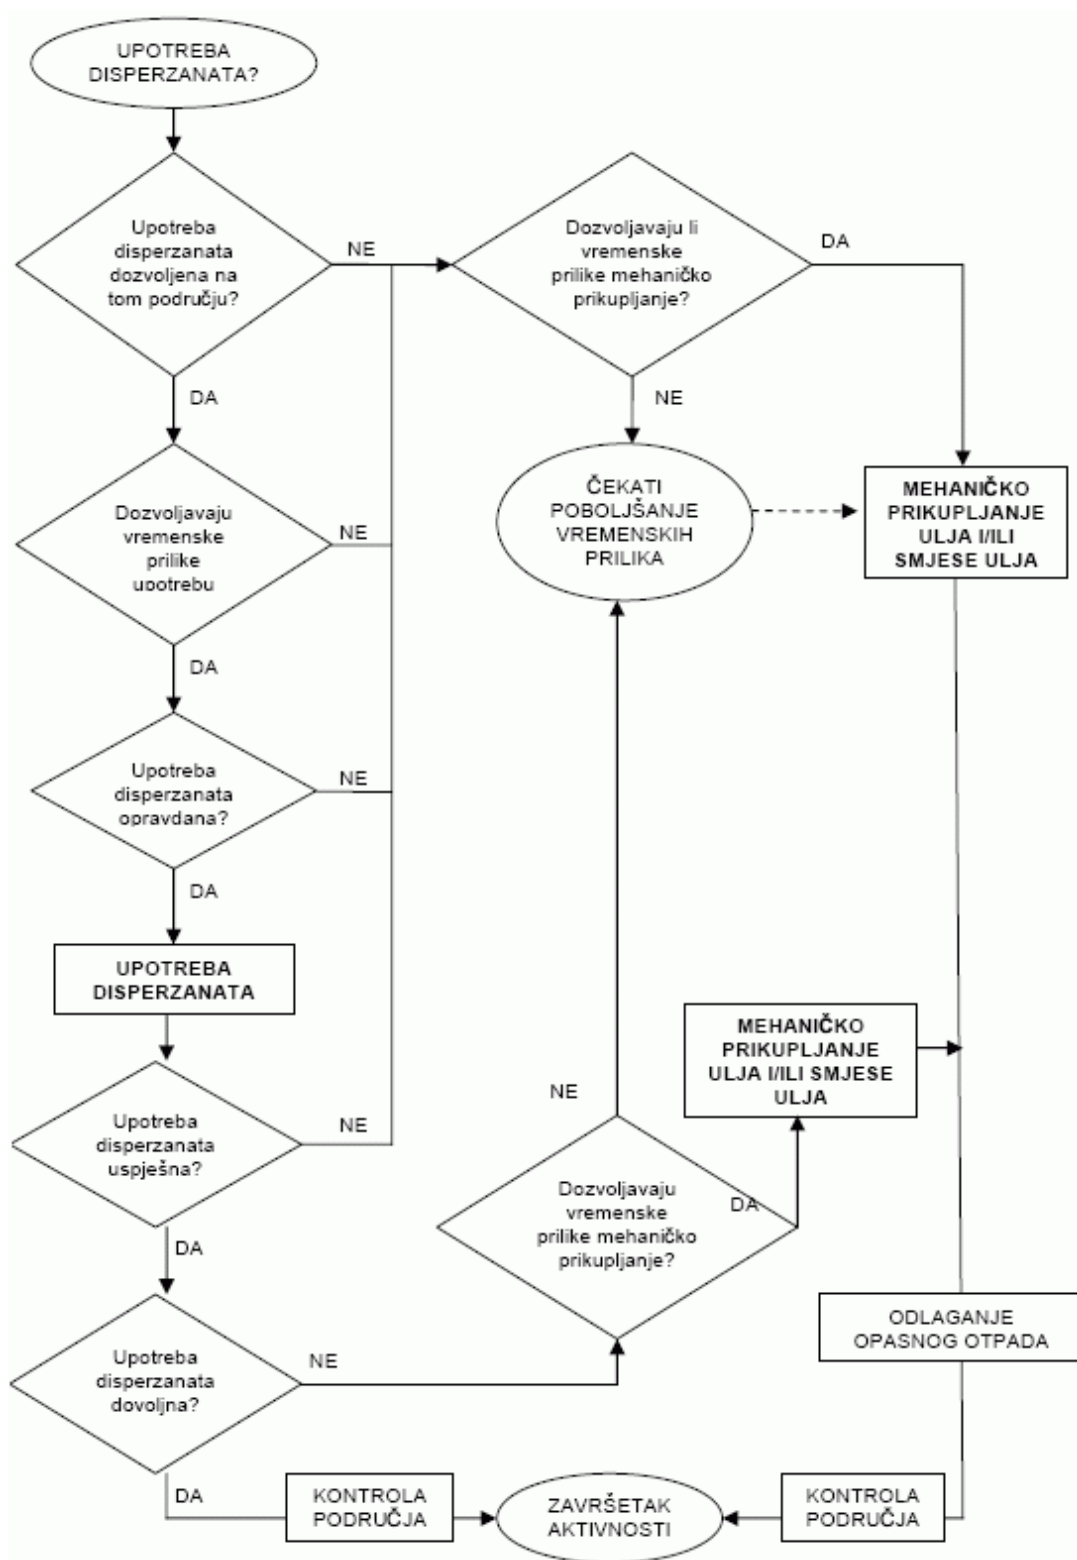 UPOTREBA
DISPERZANATA?
Upotreba
disperzanata
dozvoljena na
tom području?
NE
DA
Dozvoljavaju li
vremenske
prilike mehaničko
prikupljanje?
DA
NE
Dozvoljavaju
vremenske
prilike
upotrebu
NE
DA
ČEKATI
POBOLJŠANJE
VREMENSKIH
PRILIKA
MEHANIČKO
PRIKUPLJANJE
ULJA I/ILI
SMJESE ULJA
Upotreba
disperzanata
opravdana?
NE
DA
UPOTREBA
DISPERZANATA
MEHANIČKO
PRIKUPLJANJE
ULJA I/ILI SMJESE
ULJA
Upotreba
disperzanata
uspješna?
NE
DA
NE
Dozvoljavaju
vremenske
prilike mehaničko
prikupljanje?
DA
ODLAGANJE
OPASNOG OTPADA
Upotreba
disperzanata
dovoljna?
NE
DA
KONTROLA
PODRUČJA
ZAVRŠETAK
AKTIVNOSTI
KONTROLA
PODRUČJA